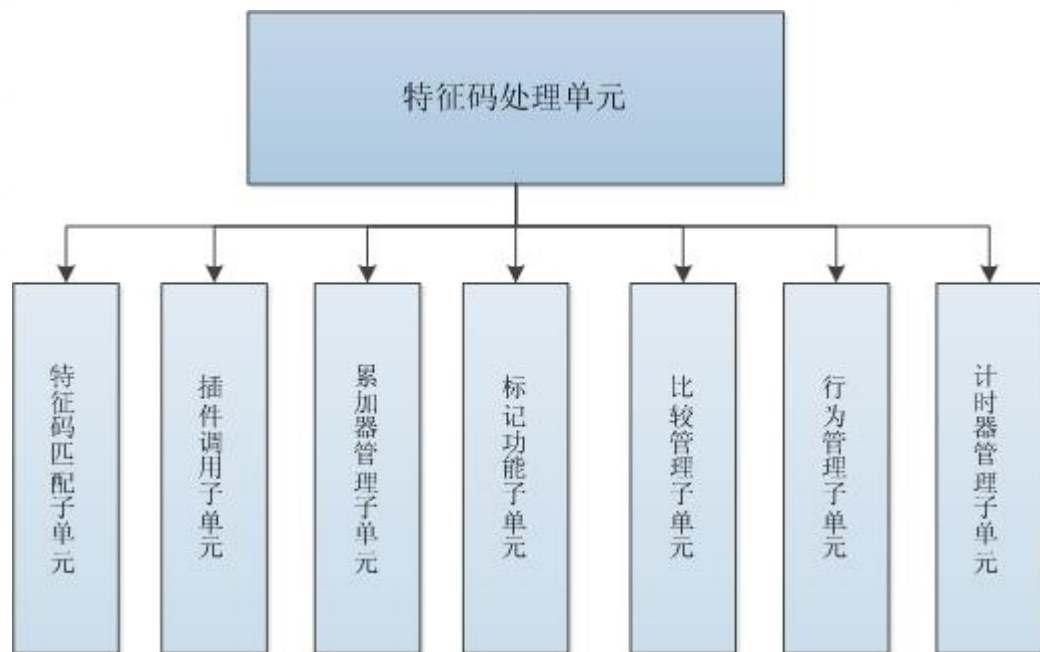 特征码处理单元
特征码匹配子单元
插件调用子单元
累加器管理子单元
标记功能子单元
比较管理子单元
行为管理子单元
计时器管理子单元